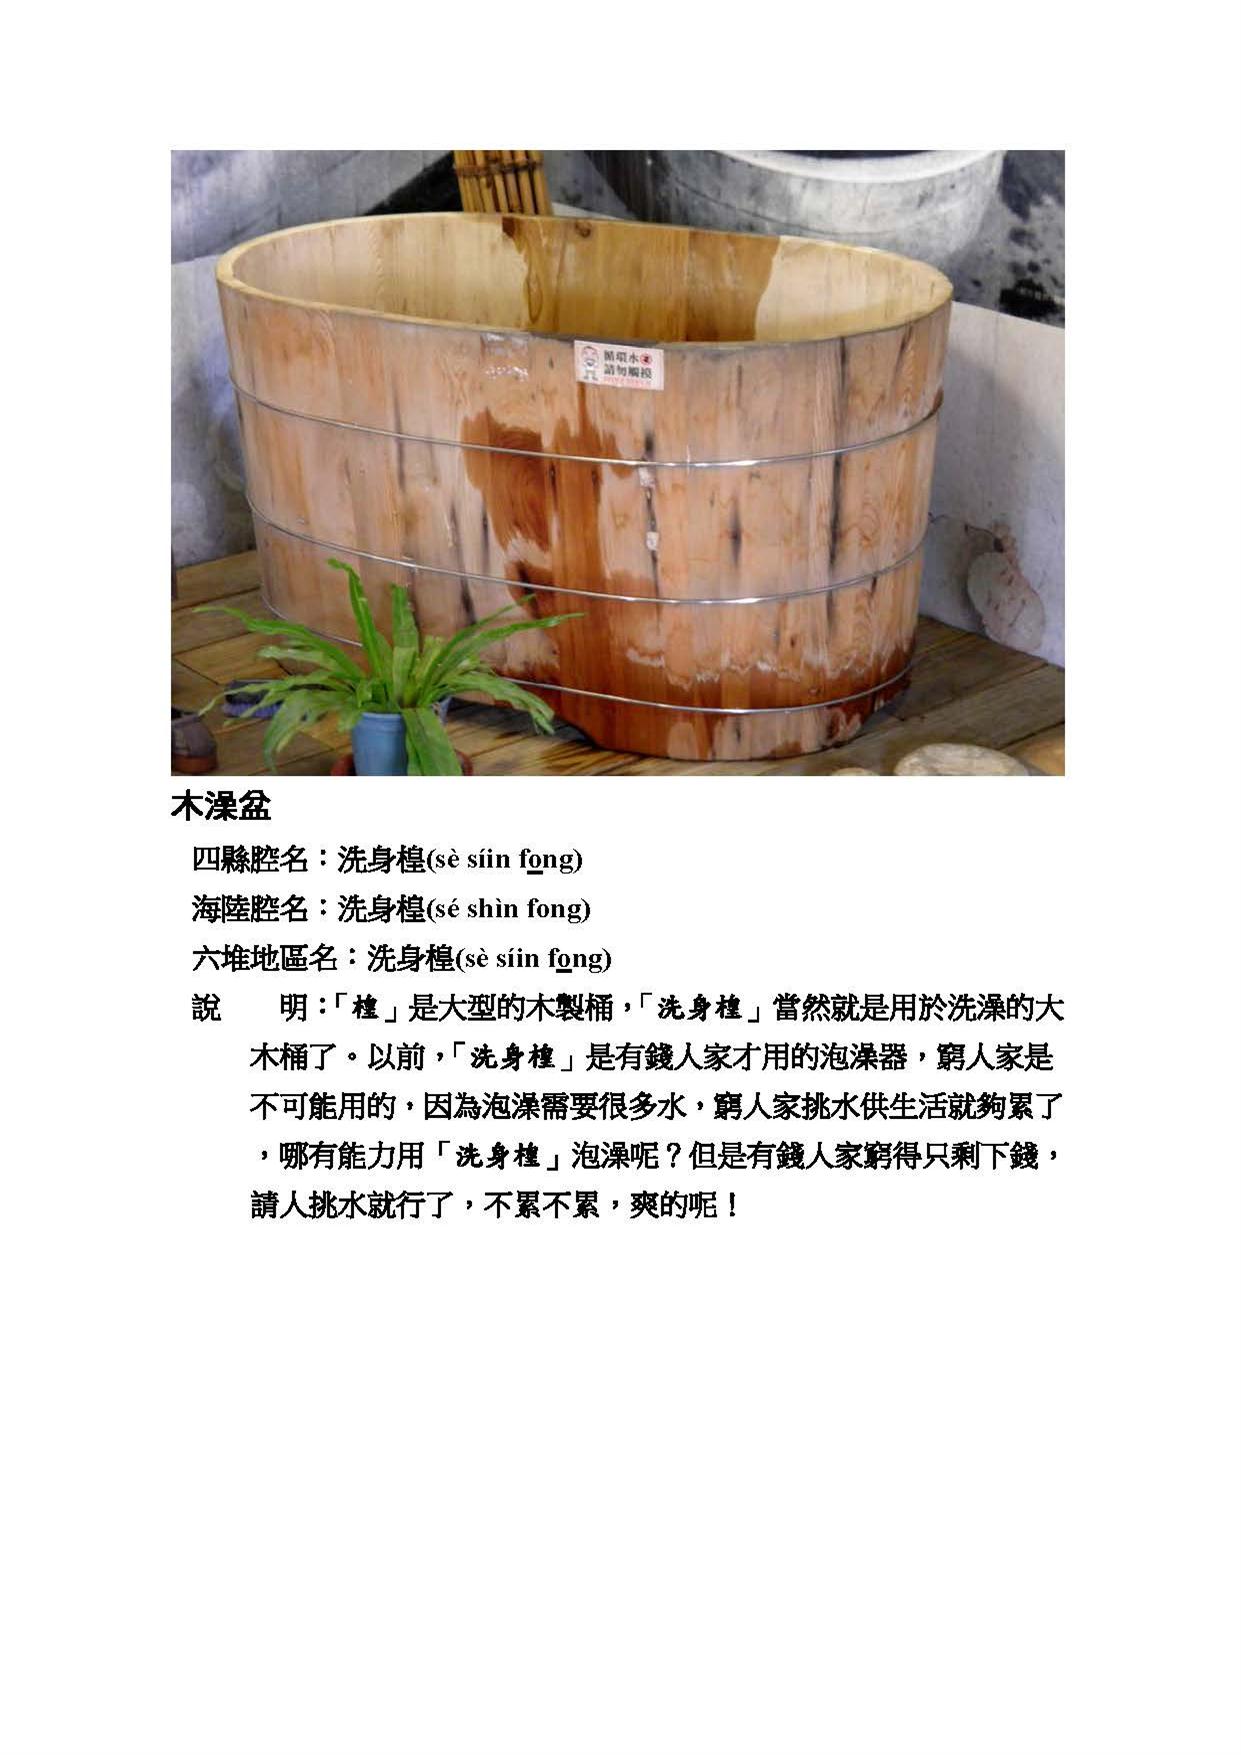 循環水
請勿觸摸
木澡盆
四縣腔名：洗身楻(sè síin fo̲ng)
海陸腔名：洗身楻(sé shìn fong)
六堆地區名：洗身楻(sè síin fo̲ng)
說　　明：「楻」是大型的木製桶，「洗身楻」當然就是用於洗澡的大
木桶了。以前，「洗身楻」是有錢人家才用的泡澡器，窮人家是
不可能用的，因為泡澡需要很多水，窮人家挑水供生活就夠累了
，哪有能力用「洗身楻」泡澡呢？但是有錢人家窮得只剩下錢，
請人挑水就行了，不累不累，爽的呢！